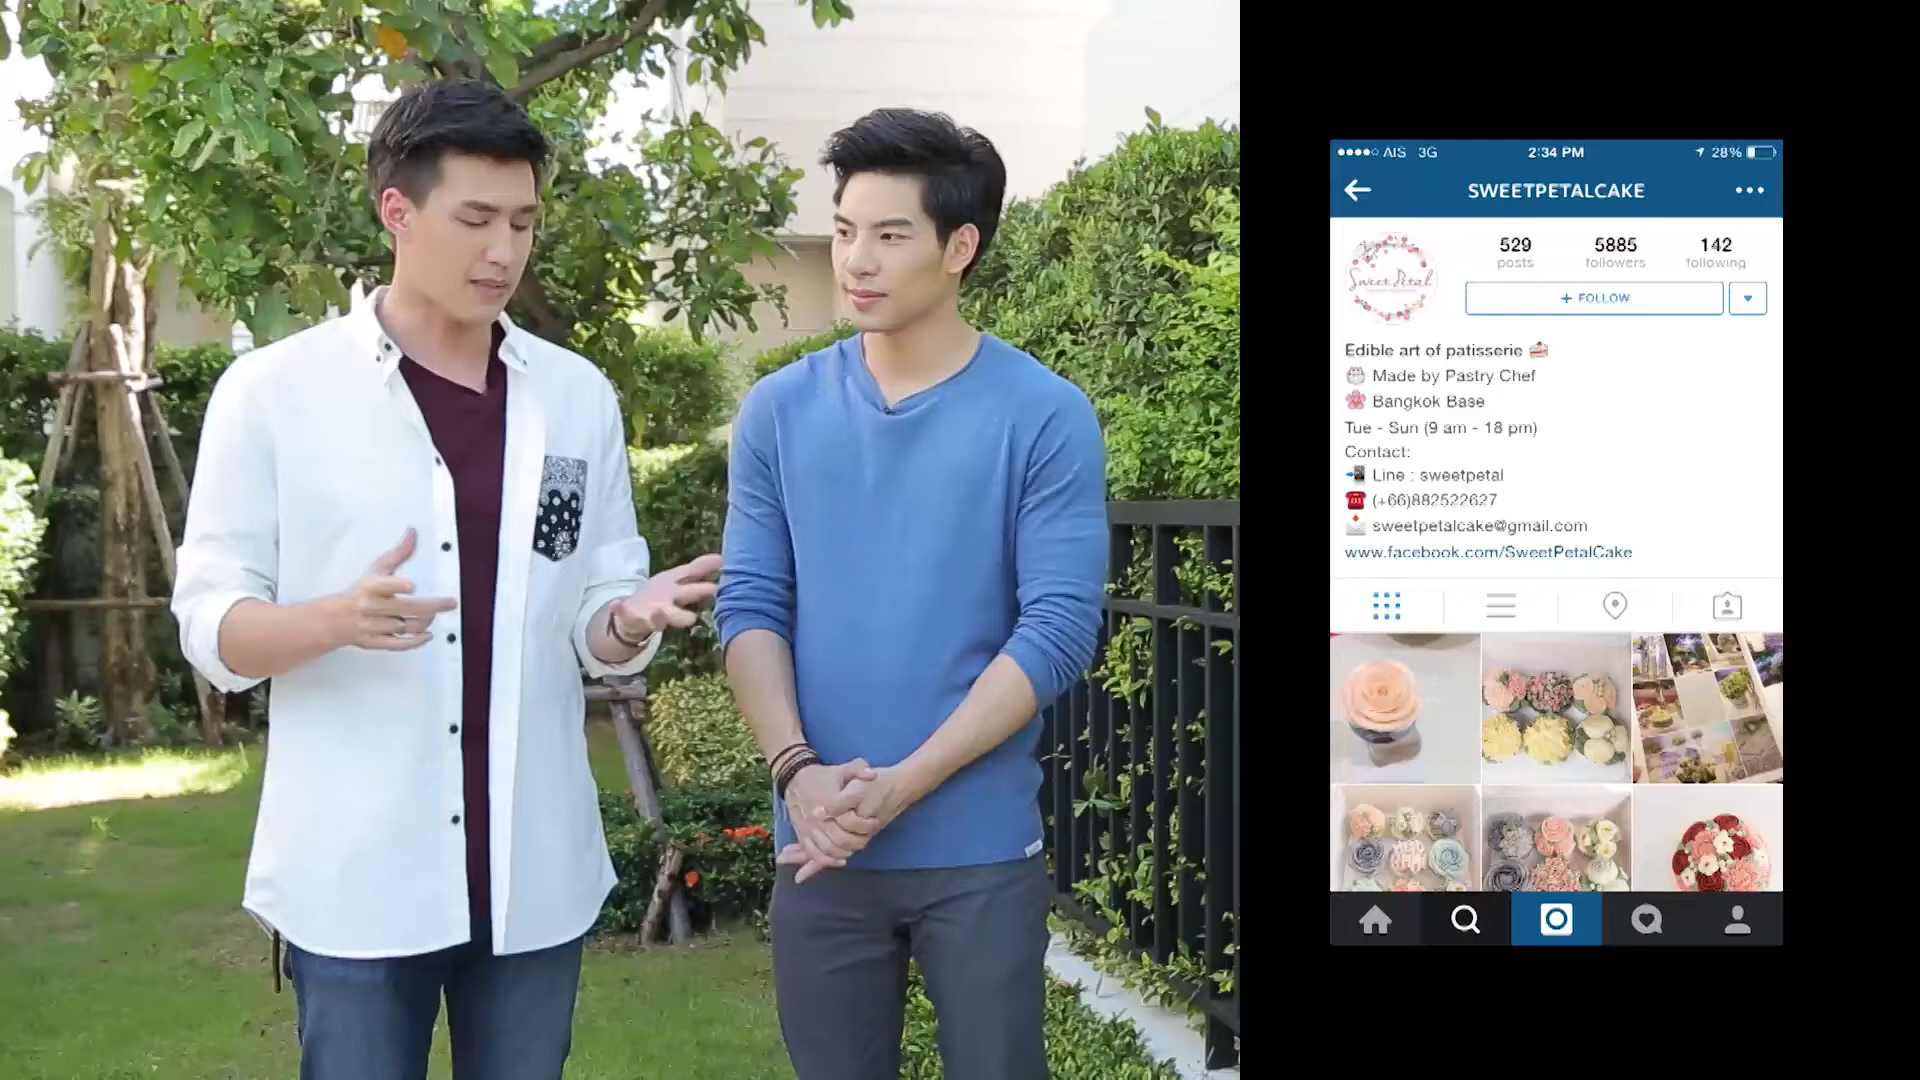 AIS 3G 2:34 PM 28%
SWEETPETALCAKE
529 5885 142
posts followers following
Sweet Petal
+ FOLLOW
Edible art of patisserie
Made by Pastry Chef
Bangkok Base
Tue - Sun (9 am - 18 pm)
Contact:
Line : sweetpetal
(+66)882522627
sweetpetalcake@gmail.com
www.facebook.com/SweetPetalCake